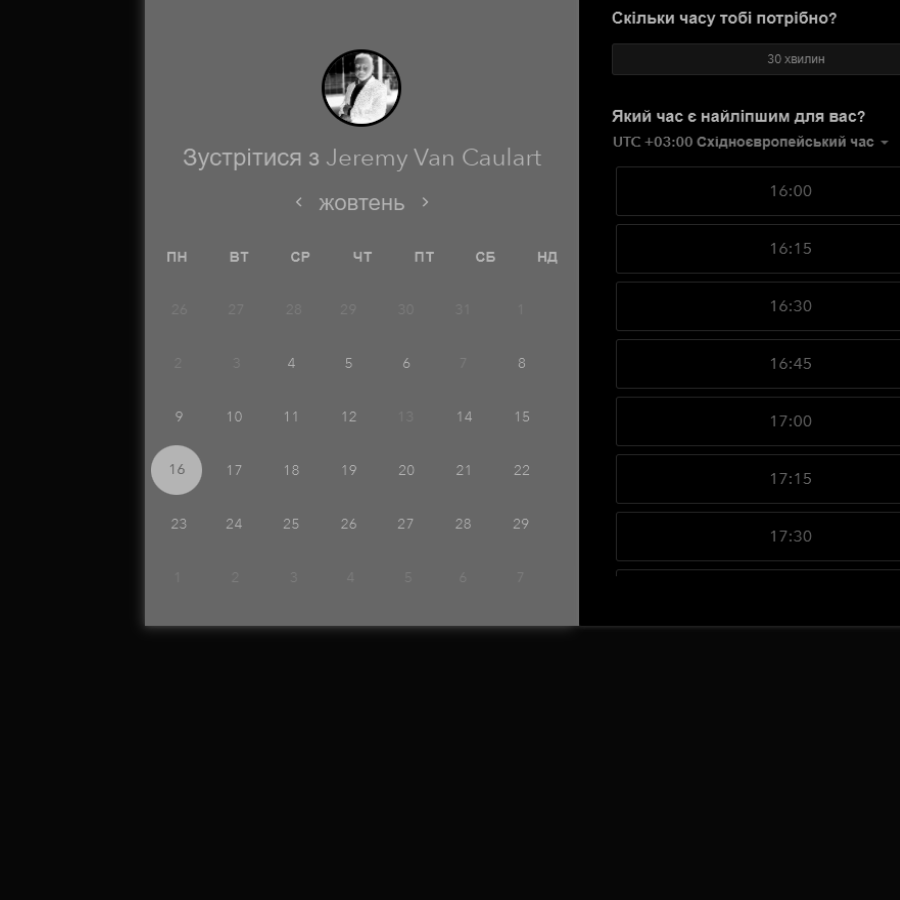 Зустрітися з Jeremy Van Caulart
жовтень
ПН ВТ СР ЧТ ПТ СБ НД
26 27 28 29 30 31 1
2 3 4 5 6 7 8
9 10 11 12 13 14 15
16 17 18 19 20 21 22
23 24 25 26 27 28 29
1 2 3 4 5 6 7
Скільки часу тобі потрібно?
30 хвилин
Який час є найліпшим для вас?
UTC +03:00 Східноєвропейський час
16:00
16:15
16:30
16:45
17:00
17:15
17:30